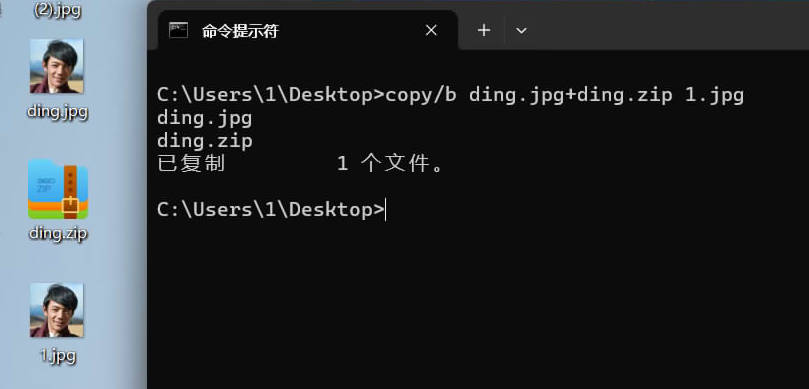 (2).jpg
ding.jpg
ding.zip
1.jpg
命令提示符
C:\Users\1\Desktop>copy/b ding.jpg+ding.zip 1.jpg
ding.jpg
ding.zip
已复制         1 个文件。
C:\Users\1\Desktop>